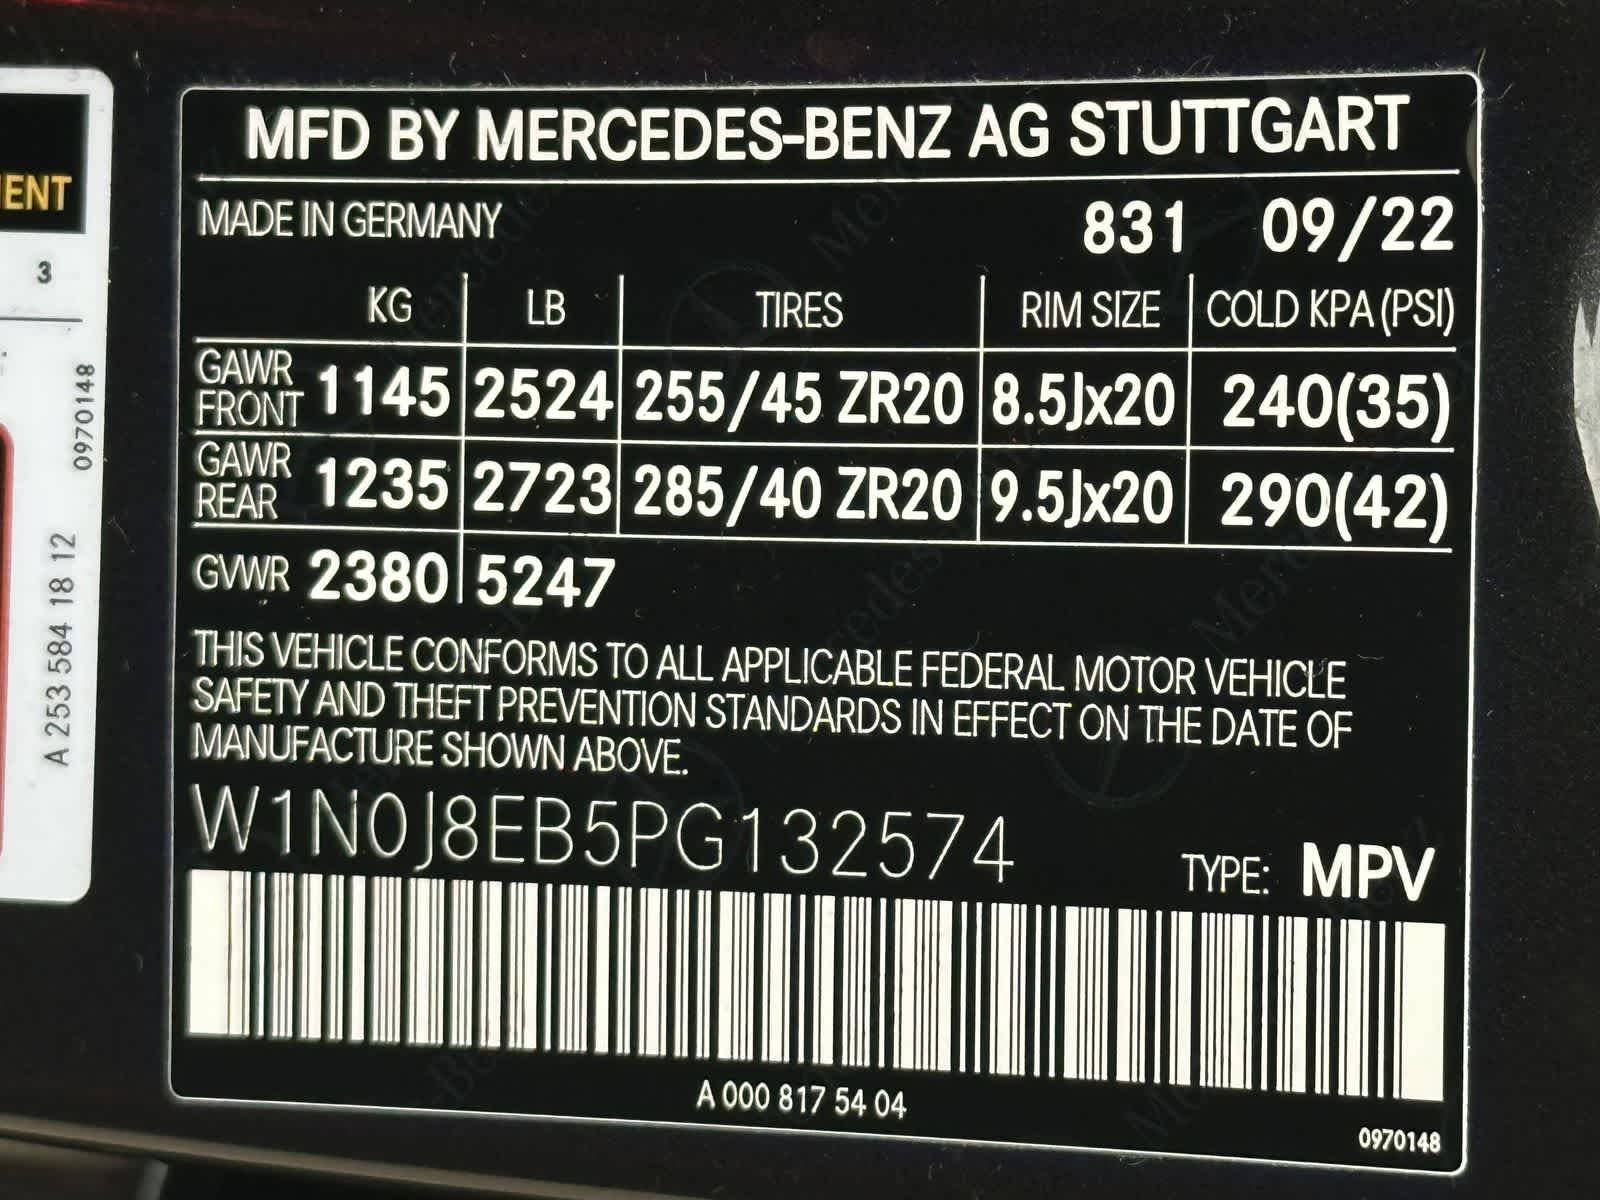 MFD BY MERCEDES-BENZ AG STUTTGART
MADE IN GERMANY 831 09/22
KG LB TIRES RIM SIZE COLD KPA (PSI)
GAWR FRONT 1145 2524 255/45 ZR20 8.5Jx20 240(35)
GAWR REAR 1235 2723 285/40 ZR20 9.5Jx20 290(42)
GVWR 2380 5247
THIS VEHICLE CONFORMS TO ALL APPLICABLE FEDERAL MOTOR VEHICLE
SAFETY AND THEFT PREVENTION STANDARDS IN EFFECT ON THE DATE OF
MANUFACTURE SHOWN ABOVE.
W1N0J8EB5PG132574 TYPE: MPV
A 000 817 54 04
0970148
3
0970148
A 253 584 18 12